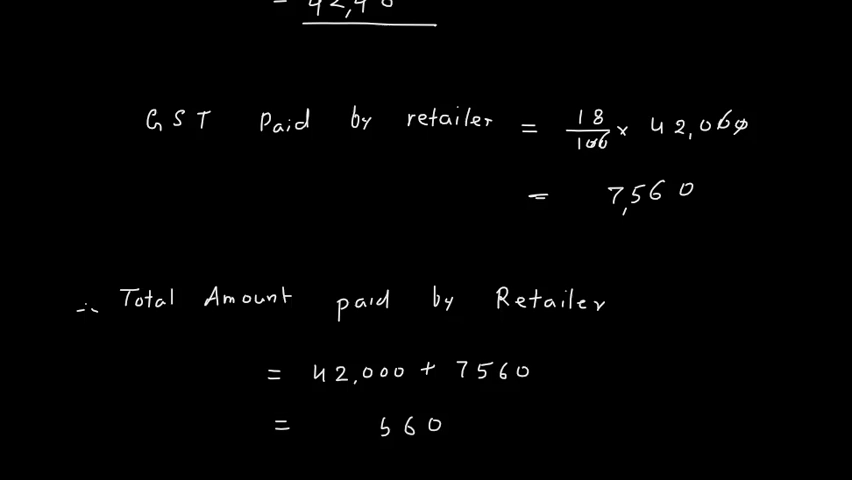 GST Paid by retailer = 18/100 × 42,000
= 7,560
∴ Total Amount paid by Retailer
= 42,000 + 7560
= 560